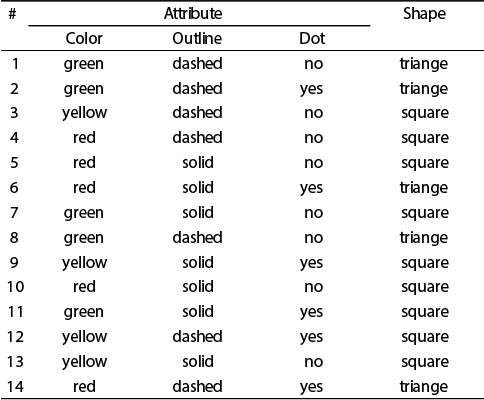 # Attribute Shape
Color Outline Dot
1 green dashed no triange
2 green dashed yes triange
3 yellow dashed no square
4 red dashed no square
5 red solid no square
6 red solid yes triange
7 green solid no square
8 green dashed no triange
9 yellow solid yes square
10 red solid no square
11 green solid yes square
12 yellow dashed yes square
13 yellow solid no square
14 red dashed yes triange